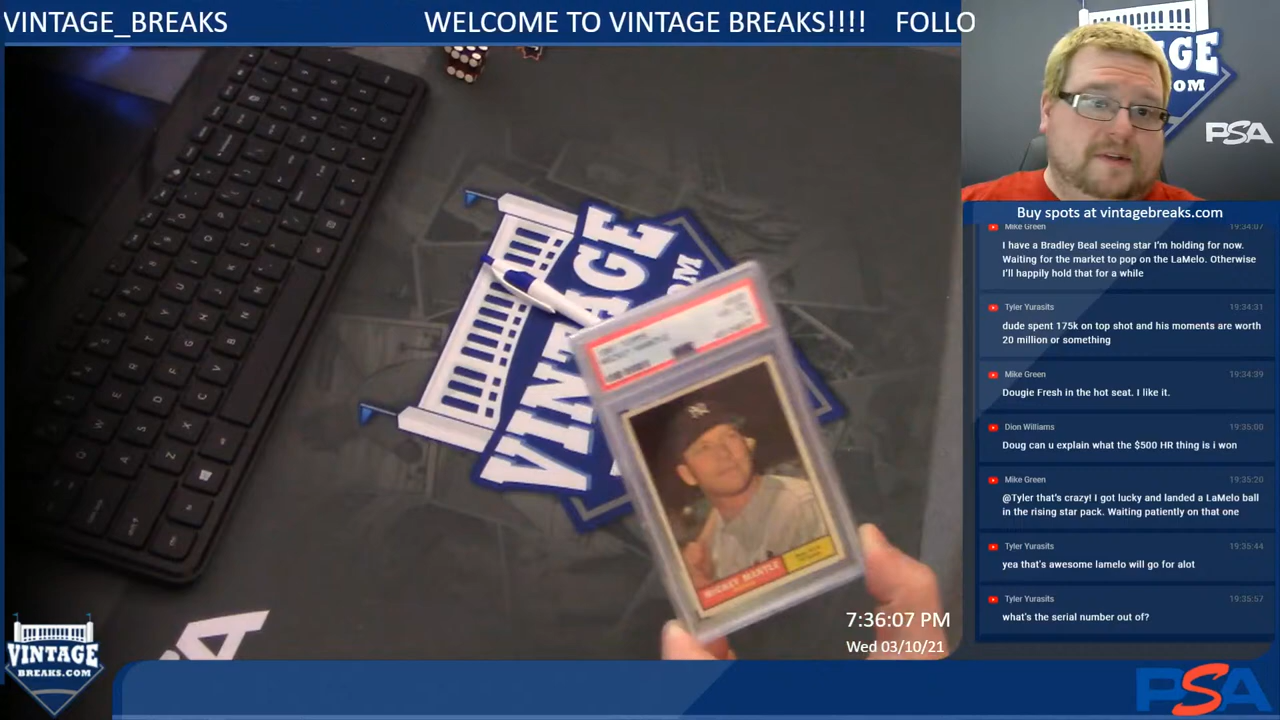 VINTAGE_BREAKS
WELCOME TO VINTAGE BREAKS!!!!
FOLLO
VINTAGE
GE
.COM
PSA
Buy spots at vintagebreaks.com
Mike Green 19:34:07
I have a Bradley Beal seeing star I'm holding for now.
Waiting for the market to pop on the LaMelo. Otherwise
I'll happily hold that for a while
Tyler Yurasits 19:34:31
dude spent 175k on top shot and his moments are worth
20 million or something
Mike Green 19:34:39
Dougie Fresh in the hot seat. I like it.
Dion Williams 19:35:00
Doug can u explain what the $500 HR thing is i won
Mike Green 19:35:20
@Tyler that's crazy! I got lucky and landed a LaMelo ball
in the rising star pack. Waiting patiently on that one
Tyler Yurasits 19:35:44
yea that's awesome lamelo will go for alot
Tyler Yurasits 19:35:57
what's the serial number out of?
VINTAGE
.COM
NY
MICKEY MANTLE
7:36:07 PM
Wed 03/10/21
VINTAGE
BREAKS.COM
PSA